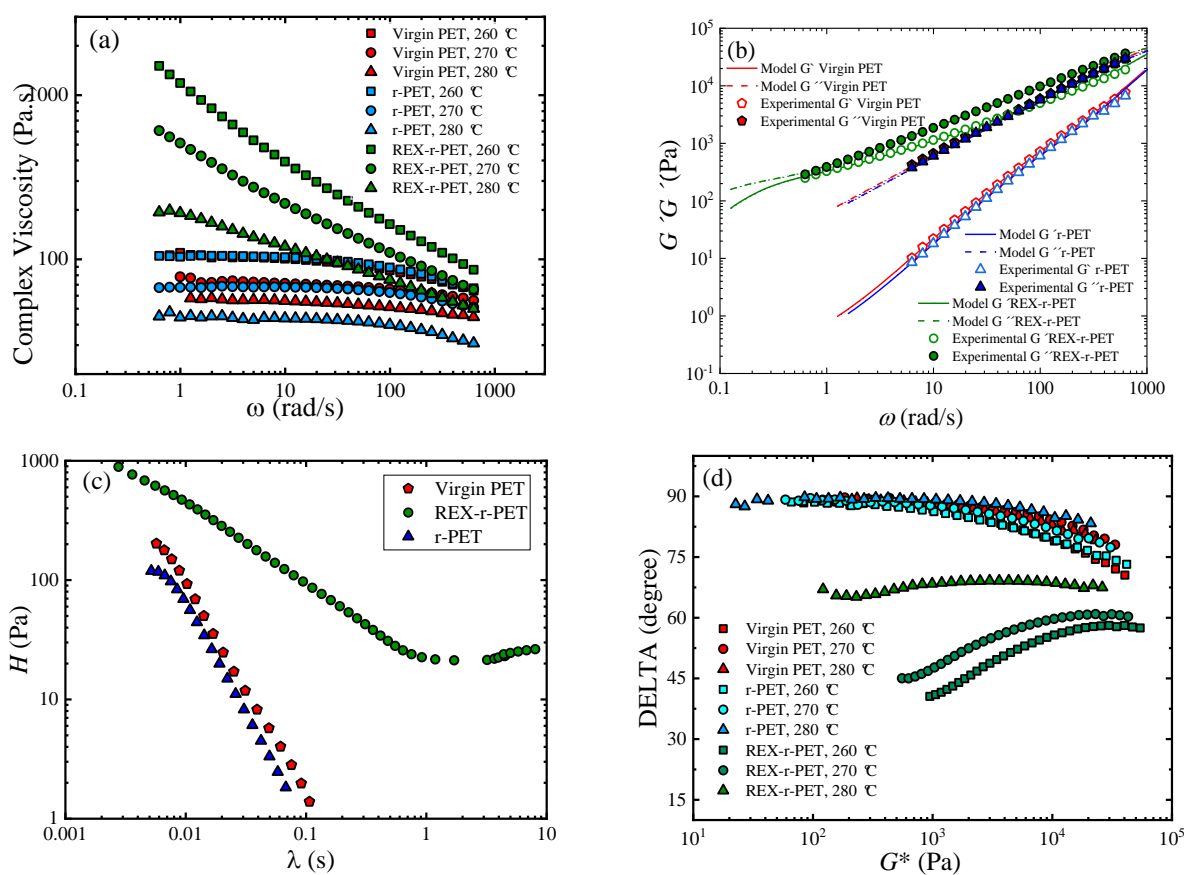 (a)
Virgin PET, 260 ℃
Virgin PET, 270 ℃
Virgin PET, 280 ℃
r-PET, 260 ℃
r-PET, 270 ℃
r-PET, 280 ℃
REX-r-PET, 260 ℃
REX-r-PET, 270 ℃
REX-r-PET, 280 ℃
Complex Viscosity (Pa.s)
1000
100
0.1 1 10 100 1000
ω (rad/s)
(b)
Model G` Virgin PET
Model G ´´Virgin PET
Experimental G` Virgin PET
Experimental G ´´Virgin PET
Model G ´r-PET
Model G ´´r-PET
Experimental G` r-PET
Experimental G ´´r-PET
Model G ´REX-r-PET
Model G ´´REX-r-PET
Experimental G ´REX-r-PET
Experimental G ´´REX-r-PET
G ´G ´´(Pa)
10^5
10^4
10^3
10^2
10^1
10^0
10^-1
0.1 1 10 100 1000
ω (rad/s)
(c)
Virgin PET
REX-r-PET
r-PET
H (Pa)
1000
100
10
1
0.001 0.01 0.1 1 10
λ (s)
(d)
DELTA (degree)
90
75
60
45
30
15
Virgin PET, 260 ℃
Virgin PET, 270 ℃
Virgin PET, 280 ℃
r-PET, 260 ℃
r-PET, 270 ℃
r-PET, 280 ℃
REX-r-PET, 260 ℃
REX-r-PET, 270 ℃
REX-r-PET, 280 ℃
10^1 10^2 10^3 10^4 10^5
G* (Pa)